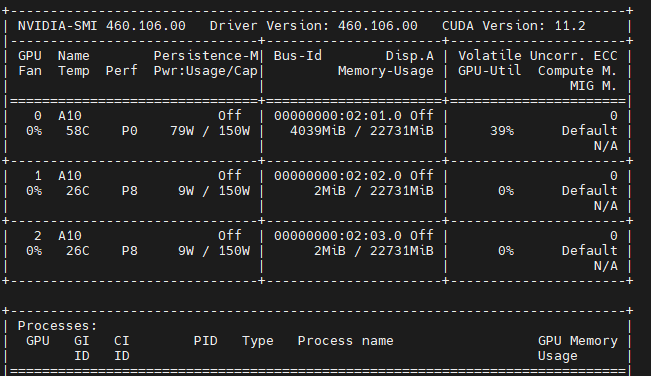 +-----------------------------------------------------------------------------+
| NVIDIA-SMI 460.106.00   Driver Version: 460.106.00   CUDA Version: 11.2     |
|-------------------------------+----------------------+----------------------+
| GPU  Name        Persistence-M| Bus-Id        Disp.A | Volatile Uncorr. ECC |
| Fan  Temp  Perf  Pwr:Usage/Cap|         Memory-Usage | GPU-Util  Compute M. |
|                               |                      |               MIG M. |
|===============================+======================+======================|
|   0  A10                 Off  | 00000000:02:01.0 Off |                    0 |
|  0%   58C    P0    79W / 150W |   4039MiB / 22731MiB |     39%      Default |
|                               |                      |                  N/A |
+-------------------------------+----------------------+----------------------+
|   1  A10                 Off  | 00000000:02:02.0 Off |                    0 |
|  0%   26C    P8     9W / 150W |      2MiB / 22731MiB |      0%      Default |
|                               |                      |                  N/A |
+-------------------------------+----------------------+----------------------+
|   2  A10                 Off  | 00000000:02:03.0 Off |                    0 |
|  0%   26C    P8     9W / 150W |      2MiB / 22731MiB |      0%      Default |
|                               |                      |                  N/A |
+-------------------------------+----------------------+----------------------+

+-----------------------------------------------------------------------------+
| Processes:                                                                  |
|  GPU   GI   CI        PID   Type   Process name                  GPU Memory |
|        ID   ID                                                   Usage      |
|=============================================================================|